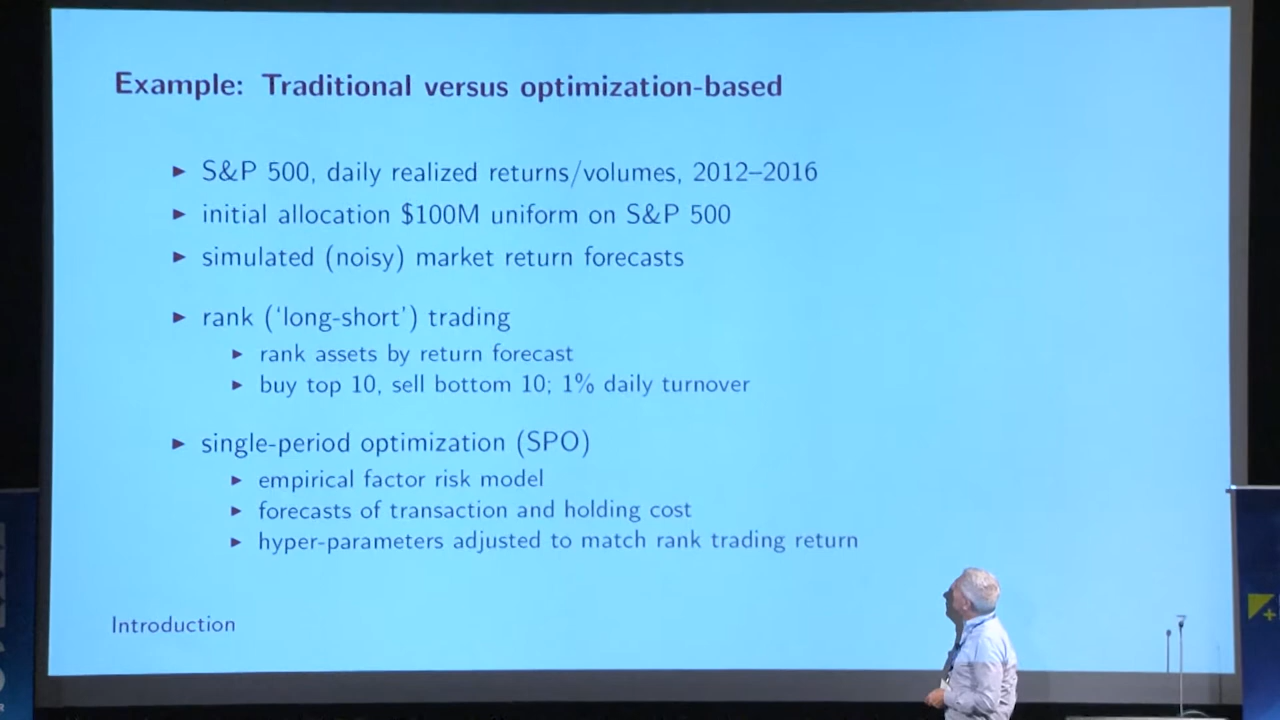 Example: Traditional versus optimization-based
▶ S&P 500, daily realized returns/volumes, 2012–2016
▶ initial allocation $100M uniform on S&P 500
▶ simulated (noisy) market return forecasts
▶ rank (‘long-short’) trading
▶ rank assets by return forecast
▶ buy top 10, sell bottom 10; 1% daily turnover
▶ single-period optimization (SPO)
▶ empirical factor risk model
▶ forecasts of transaction and holding cost
▶ hyper-parameters adjusted to match rank trading return
Introduction